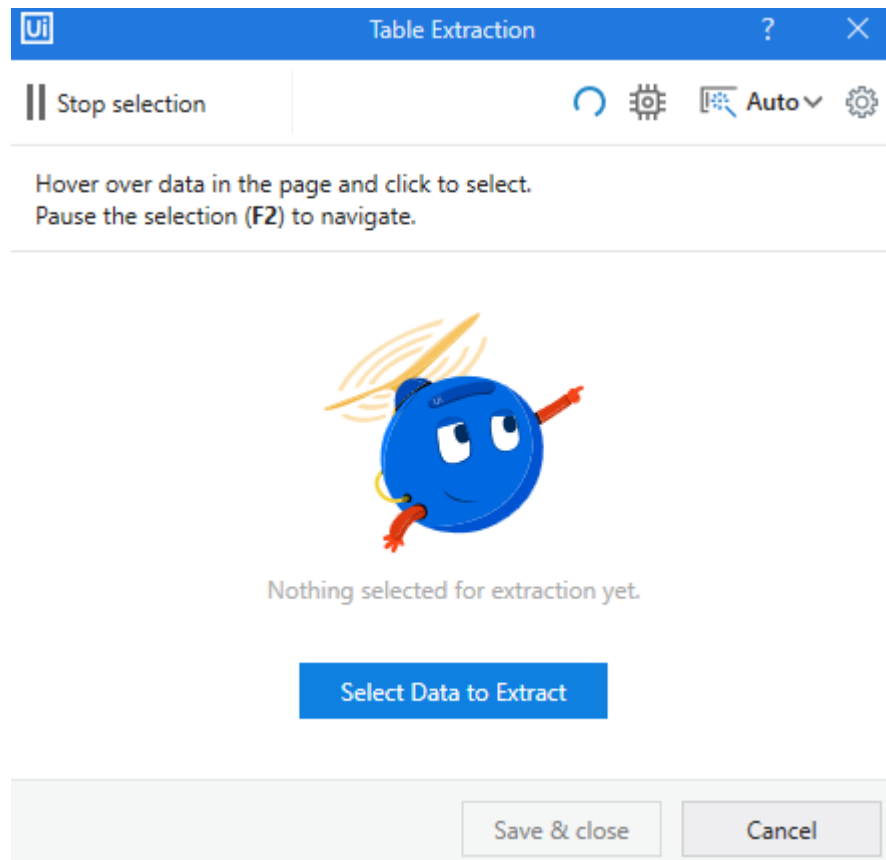 Ui Table Extraction ?
Stop selection Auto
Hover over data in the page and click to select.
Pause the selection (F2) to navigate.
Ui
Nothing selected for extraction yet.
Select Data to Extract
Save & close Cancel